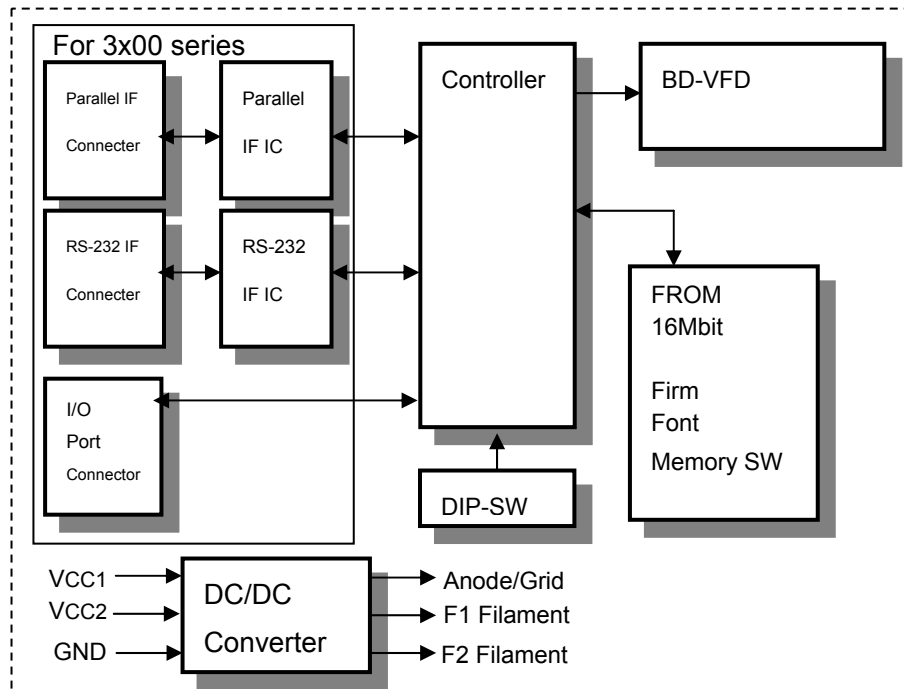 For 3x00 series
Parallel IF
Connecter
Parallel
IF IC
Controller
BD-VFD
RS-232 IF
Connecter
RS-232
IF IC
FROM
16Mbit
Firm
Font
Memory SW
I/O
Port
Connector
DIP-SW
VCC1
VCC2
GND
DC/DC
Converter
Anode/Grid
F1 Filament
F2 Filament